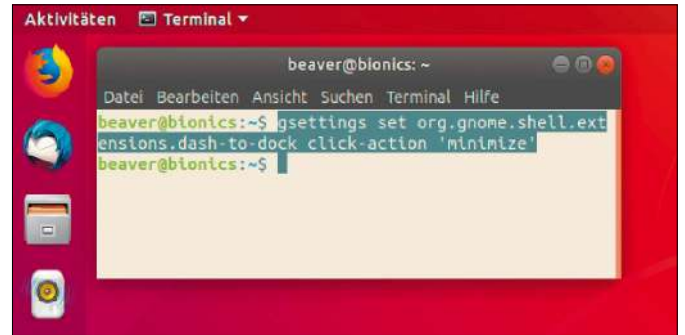 Aktivitäten Terminal
beaver@bionics: ~
Datei Bearbeiten Ansicht Suchen Terminal Hilfe
beaver@bionics:~$ gsettings set org.gnome.shell.ext
ensions.dash-to-dock click-action 'minimize'
beaver@bionics:~$